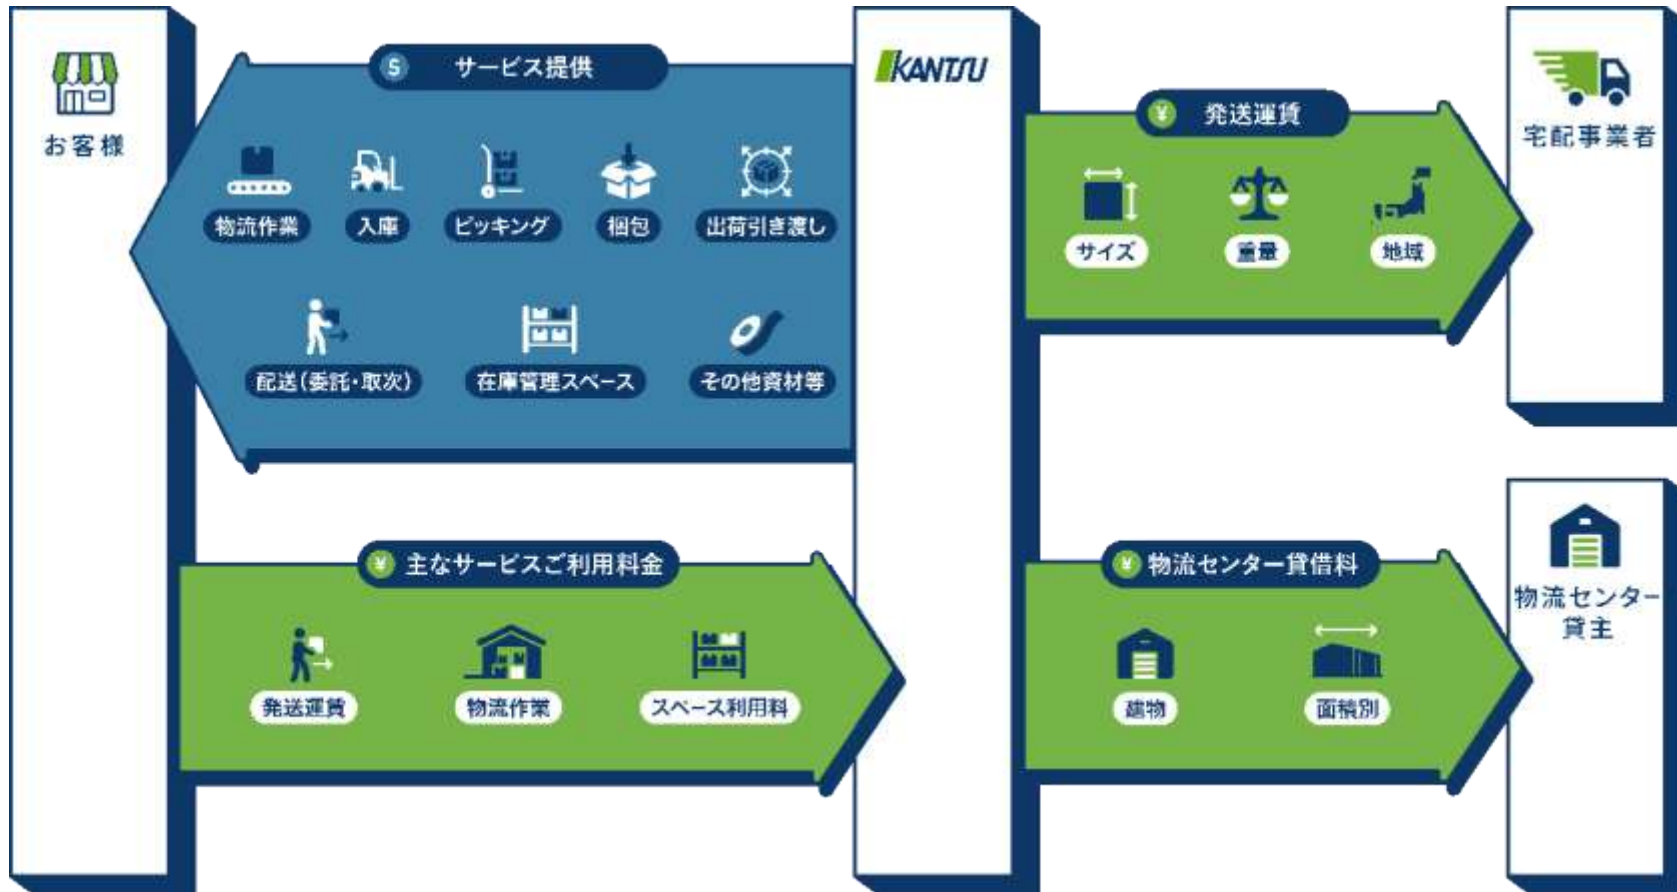 お客様
S サービス提供
物流作業
入庫
ピッキング
梱包
出荷引き渡し
配送(委託・取次)
在庫管理スペース
その他資材等
¥ 主なサービスご利用料金
発送運賃
物流作業
スペース利用料
KANTSU
¥ 発送運賃
サイズ
重量
地域
¥ 物流センター賃借料
建物
面積別
宅配事業者
物流センター
貸主